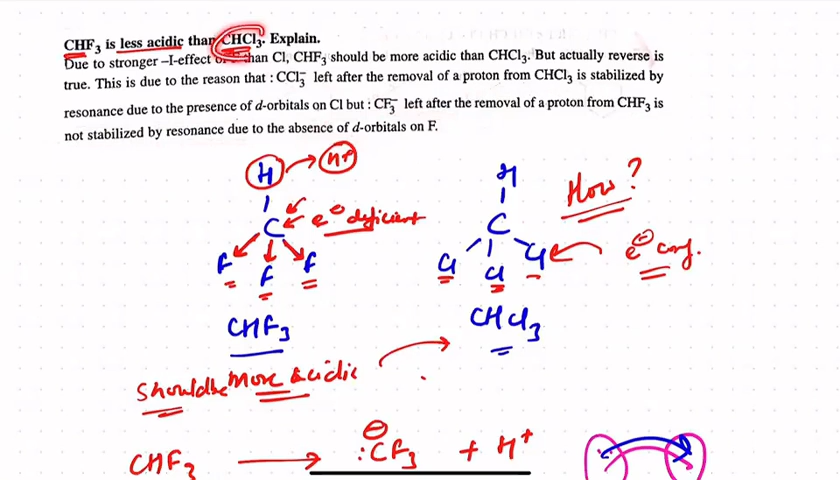 CHF₃ is less acidic than CHCl₃. Explain.
Due to stronger –I-effect than Cl, CHF₃ should be more acidic than CHCl₃. But actually reverse is
true. This is due to the reason that : CCl₃⁻ left after the removal of a proton from CHCl₃ is stabilized by
resonance due to the presence of d-orbitals on Cl but : CF₃⁻ left after the removal of a proton from CHF₃ is
not stabilized by resonance due to the absence of d-orbitals on F.
H H⁺ H How?
C e⊖ deficient C
F F F Cl Cl Cl e⊖ conf.
CHF₃ CHCl₃
Should be More acidic
CHF₃ ⟶ :CF₃ ⊖ + H⁺